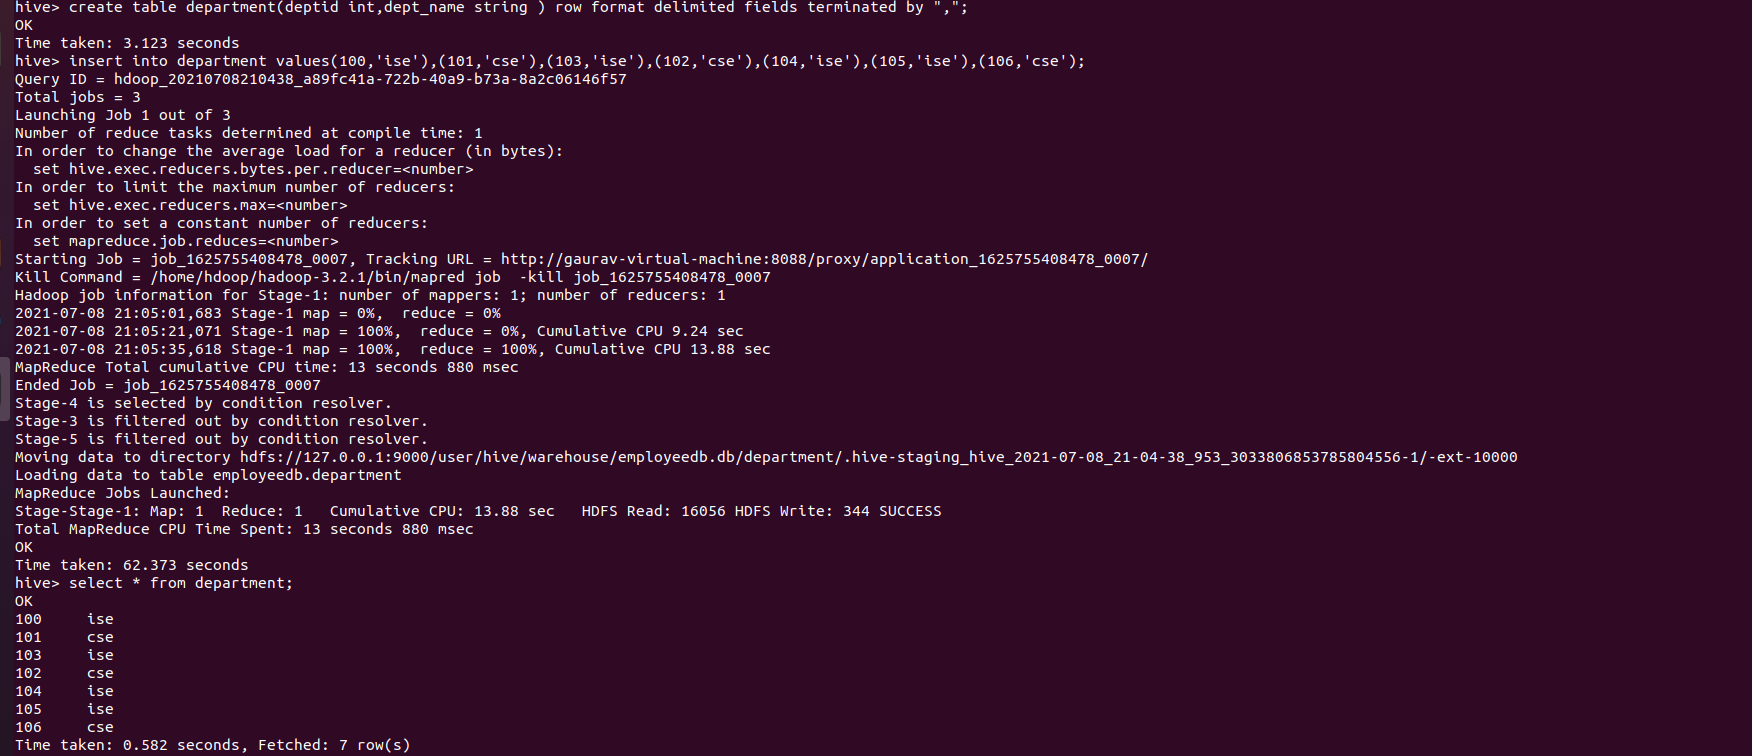 hive> create table department(deptid int,dept_name string ) row format delimited fields terminated by ",";
OK
Time taken: 3.123 seconds
hive> insert into department values(100,'ise'),(101,'cse'),(103,'ise'),(102,'cse'),(104,'ise'),(105,'ise'),(106,'cse');
Query ID = hdoop_20210708210438_a89fc41a-722b-40a9-b73a-8a2c06146f57
Total jobs = 3
Launching Job 1 out of 3
Number of reduce tasks determined at compile time: 1
In order to change the average load for a reducer (in bytes):
  set hive.exec.reducers.bytes.per.reducer=<number>
In order to limit the maximum number of reducers:
  set hive.exec.reducers.max=<number>
In order to set a constant number of reducers:
  set mapreduce.job.reduces=<number>
Starting Job = job_1625755408478_0007, Tracking URL = http://gaurav-virtual-machine:8088/proxy/application_1625755408478_0007/
Kill Command = /home/hdoop/hadoop-3.2.1/bin/mapred job  -kill job_1625755408478_0007
Hadoop job information for Stage-1: number of mappers: 1; number of reducers: 1
2021-07-08 21:05:01,683 Stage-1 map = 0%,  reduce = 0%
2021-07-08 21:05:21,071 Stage-1 map = 100%,  reduce = 0%, Cumulative CPU 9.24 sec
2021-07-08 21:05:35,618 Stage-1 map = 100%,  reduce = 100%, Cumulative CPU 13.88 sec
MapReduce Total cumulative CPU time: 13 seconds 880 msec
Ended Job = job_1625755408478_0007
Stage-4 is selected by condition resolver.
Stage-3 is filtered out by condition resolver.
Stage-5 is filtered out by condition resolver.
Moving data to directory hdfs://127.0.0.1:9000/user/hive/warehouse/employeedb.db/department/.hive-staging_hive_2021-07-08_21-04-38_953_3033806853785804556-1/-ext-10000
Loading data to table employeedb.department
MapReduce Jobs Launched:
Stage-Stage-1: Map: 1  Reduce: 1   Cumulative CPU: 13.88 sec   HDFS Read: 16056 HDFS Write: 344 SUCCESS
Total MapReduce CPU Time Spent: 13 seconds 880 msec
OK
Time taken: 62.373 seconds
hive> select * from department;
OK
100     ise
101     cse
103     ise
102     cse
104     ise
105     ise
106     cse
Time taken: 0.582 seconds, Fetched: 7 row(s)